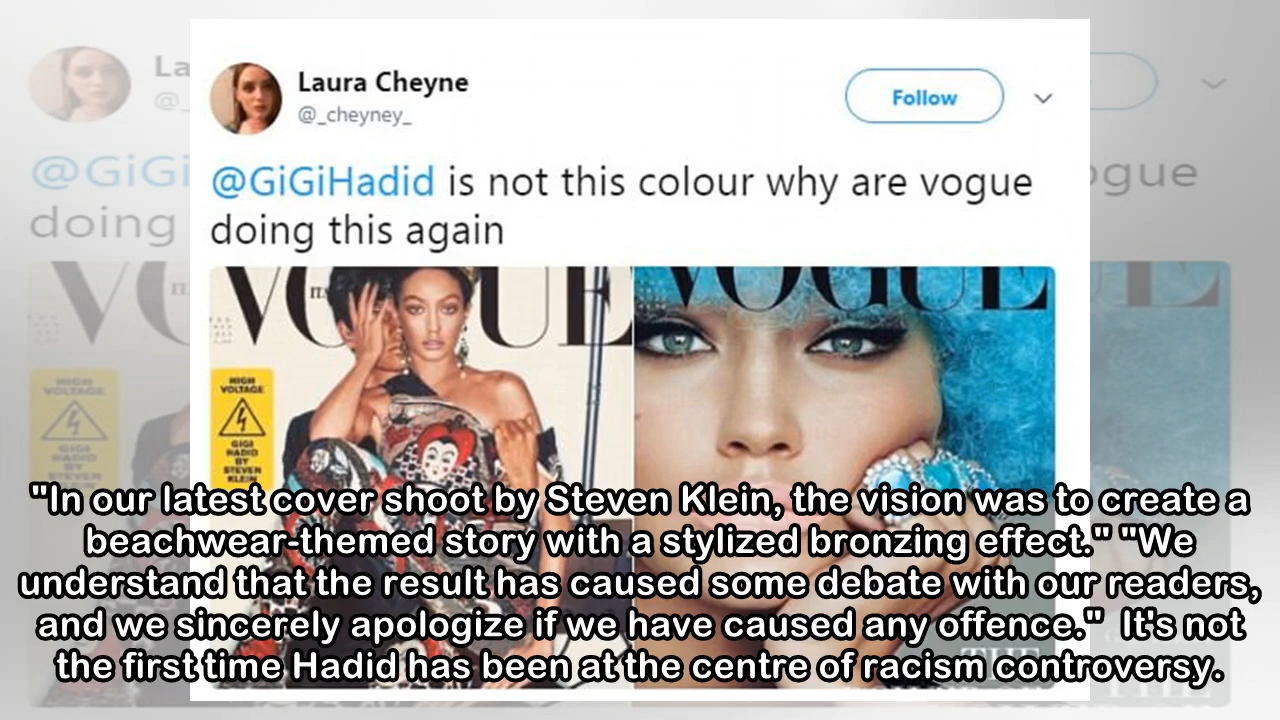 La
Laura Cheyne
@_
@_cheyney_
Follow
@GiGi
@GiGiHadid is not this colour why are vogue
ogue
doing
doing this again
VOGUE
VOGUE
HIGH
VOLTAGE
GIGI
HADID
BY
STEVEN
KLEIN
"In our latest cover shoot by Steven Klein, the vision was to create a
beachwear-themed story with a stylized bronzing effect." "We
understand that the result has caused some debate with our readers,
and we sincerely apologize if we have caused any offence."  It's not
the first time Hadid has been at the centre of racism controversy.